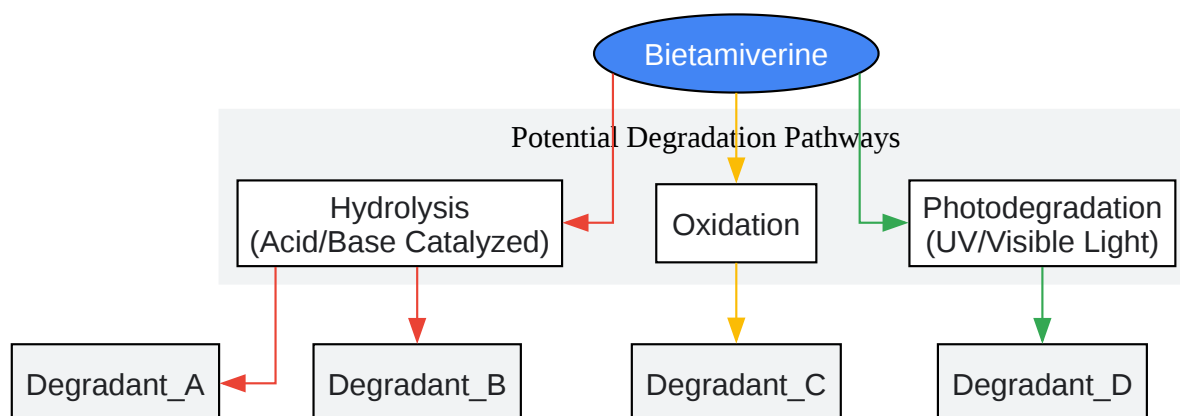 Bietamiverine
Potential Degradation Pathways
Hydrolysis
(Acid/Base Catalyzed)
Oxidation
Photodegradation
(UV/Visible Light)
Degradant_A
Degradant_B
Degradant_C
Degradant_D